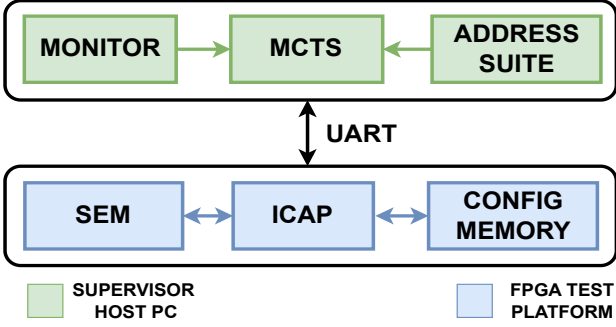 MONITOR
MCTS
ADDRESS
SUITE
UART
SEM
ICAP
CONFIG
MEMORY
SUPERVISOR
HOST PC
FPGA TEST
PLATFORM